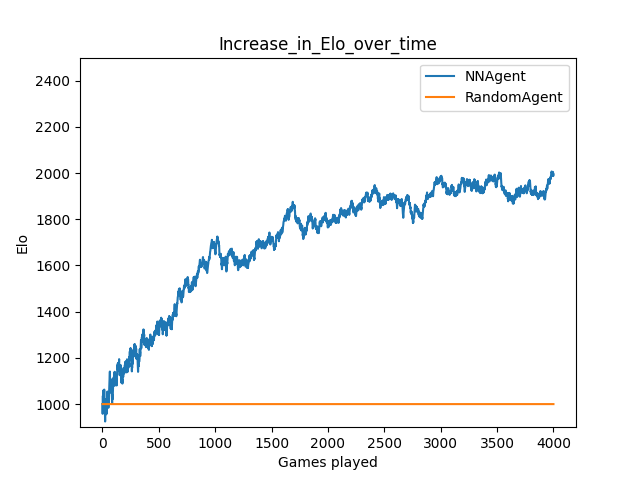 Increase_in_Elo_over_time
NNAgent
RandomAgent
2400
2200
2000
1800
1600
1400
1200
1000
Elo
0 500 1000 1500 2000 2500 3000 3500 4000
Games played